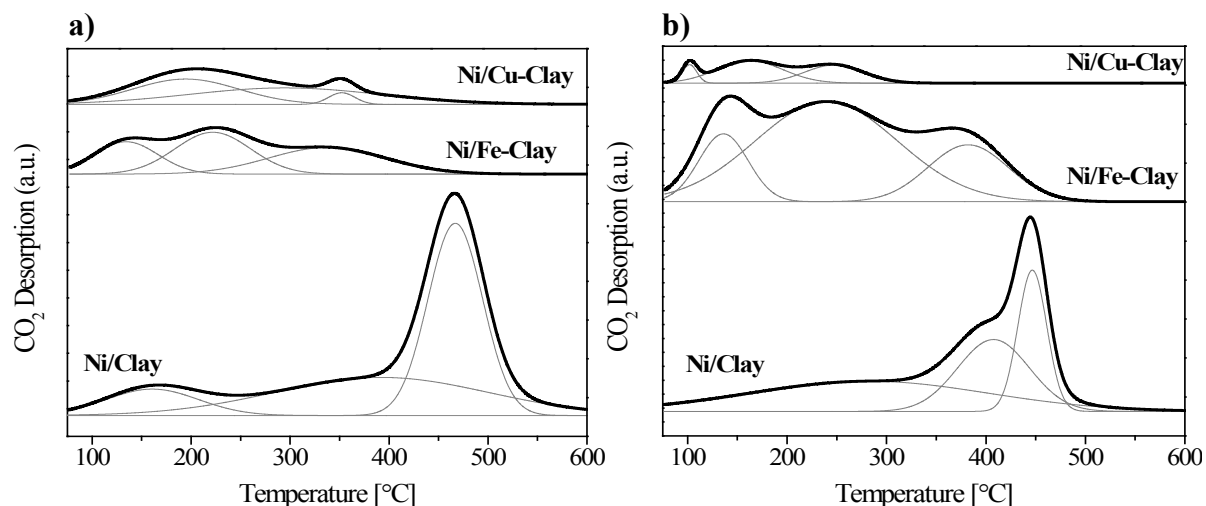 a)
Ni/Cu-Clay
Ni/Fe-Clay
Ni/Clay
CO₂ Desorption (a.u.)
100 200 300 400 500 600
Temperature [°C]
b)
Ni/Cu-Clay
Ni/Fe-Clay
Ni/Clay
CO₂ Desorption (a.u.)
100 200 300 400 500 600
Temperature [°C]